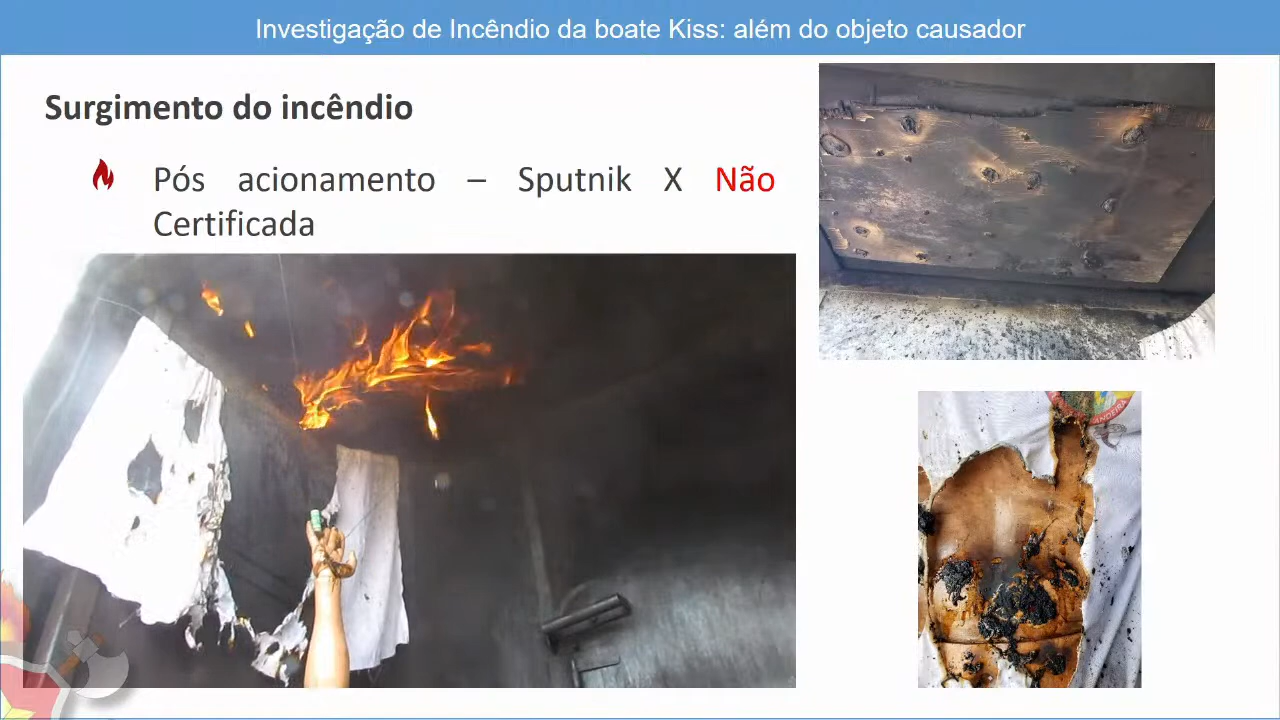 Investigação de Incêndio da boate Kiss: além do objeto causador
Surgimento do incêndio
Pós acionamento – Sputnik X Não
Certificada